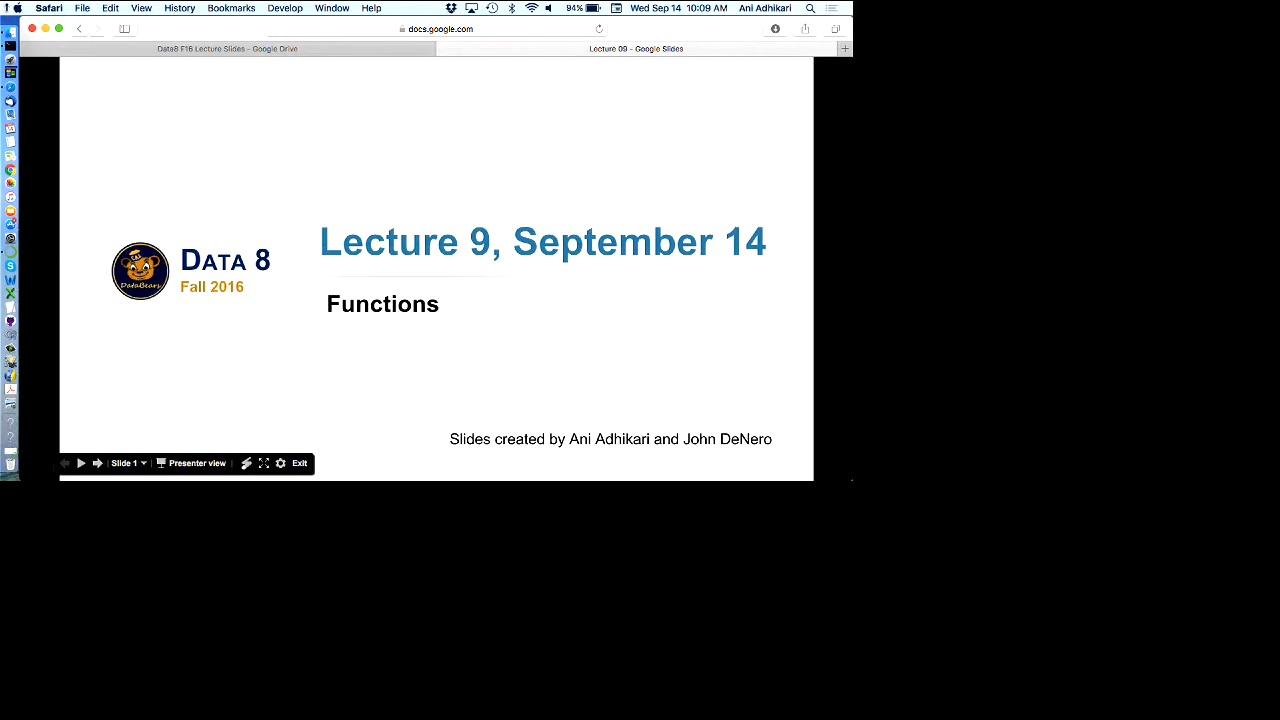 Safari File Edit View History Bookmarks Develop Window Help 94% Wed Sep 14 10:09 AM Ani Adhikari
docs.google.com
Data8 F16 Lecture Slides - Google Drive
Lecture 09 - Google Slides
Lecture 9, September 14
DATA 8
Fall 2016
DataBears
Functions
Slides created by Ani Adhikari and John DeNero
Slide 1 Presenter view Exit